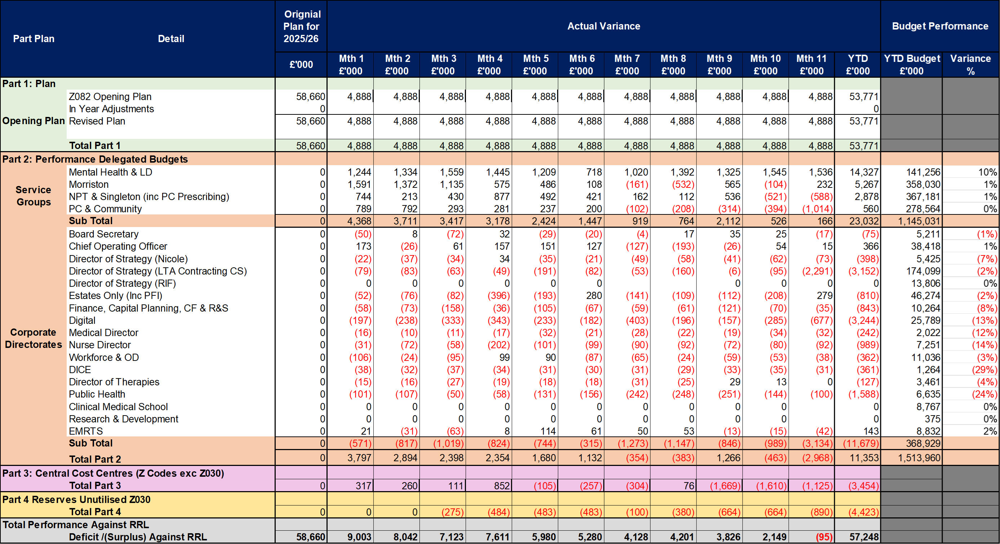 Part Plan Detail Orignial Plan for 2025/26 Actual Variance Budget Performance
£'000 Mth 1 £'000 Mth 2 £'000 Mth 3 £'000 Mth 4 £'000 Mth 5 £'000 Mth 6 £'000 Mth 7 £'000 Mth 8 £'000 Mth 9 £'000 Mth 10 £'000 Mth 11 £'000 YTD £'000 YTD Budget £'000 Variance %
Part 1: Plan
Z082 Opening Plan 58,660 4,888 4,888 4,888 4,888 4,888 4,888 4,888 4,888 4,888 4,888 4,888 53,771
In Year Adjustments 0 0
Opening Plan Revised Plan 58,660 4,888 4,888 4,888 4,888 4,888 4,888 4,888 4,888 4,888 4,888 4,888 53,771
Total Part 1 58,660 4,888 4,888 4,888 4,888 4,888 4,888 4,888 4,888 4,888 4,888 4,888 53,771
Part 2: Performance Delegated Budgets
Service Groups
Mental Health & LD 0 1,244 1,334 1,559 1,445 1,209 718 1,020 1,392 1,325 1,545 1,536 14,327 141,256 10%
Morriston 0 1,591 1,372 1,135 575 486 108 (161) (532) 565 (104) 232 5,267 358,030 1%
NPT & Singleton (inc PC Prescribing) 0 744 213 430 877 492 421 162 112 536 (521) (588) 2,878 367,181 1%
PC & Community 0 789 792 293 281 237 200 (102) (208) (314) (394) (1,014) 560 278,564 0%
Sub Total 0 4,368 3,711 3,417 3,178 2,424 1,447 919 764 2,112 526 166 23,032 1,145,031
Corporate Directorates
Board Secretary 0 (50) 8 (72) 32 (29) (20) (4) 17 35 25 (17) (75) 5,211 (1%)
Chief Operating Officer 0 173 (26) 61 157 151 127 (127) (193) (26) 54 15 366 38,418 1%
Director of Strategy (Nicole) 0 (22) (37) (34) 34 (35) (21) (49) (58) (41) (62) (73) (398) 5,425 (7%)
Director of Strategy (LTA Contracting CS) 0 (79) (83) (63) (49) (191) (82) (53) (160) (6) (95) (2,291) (3,152) 174,099 (2%)
Director of Strategy (RIF) 0 0 0 0 0 0 0 0 0 0 0 13,806 0%
Estates Only (Inc PFI) 0 (52) (76) (82) (396) (193) 280 (141) (109) (112) (208) 279 (810) 46,274 (2%)
Finance, Capital Planning, CF & R&S 0 (58) (73) (158) (36) (105) (67) (59) (61) (121) (70) (35) (843) 10,264 (8%)
Digital 0 (197) (238) (333) (343) (233) (182) (403) (196) (157) (285) (677) (3,244) 25,789 (13%)
Medical Director 0 (16) (10) (11) (17) (32) (21) (28) (22) (19) (34) (32) (242) 2,022 (12%)
Nurse Director 0 (31) (72) (58) (202) (101) (99) (90) (92) (72) (80) (92) (989) 7,251 (14%)
Workforce & OD 0 (106) (24) (95) 99 90 (87) (65) (24) (59) (53) (38) (362) 11,036 (3%)
DICE 0 (38) (32) (37) (34) (31) (30) (31) (29) (33) (35) (31) (361) 1,264 (29%)
Director of Therapies 0 (15) (16) (27) (19) (18) (18) (31) (25) 29 13 0 (127) 3,461 (4%)
Public Health 0 (101) (107) (50) (58) (131) (156) (242) (248) (251) (144) (100) (1,588) 6,635 (24%)
Clinical Medical School 0 0 0 0 0 0 0 0 0 0 0 0 8,767 0%
Research & Development 0 0 0 0 0 0 0 0 0 0 0 0 375 0%
EMRTS 0 21 (31) (63) 8 114 61 50 53 (13) (15) (42) 143 8,832 2%
Sub Total 0 (571) (817) (1,019) (824) (744) (315) (1,273) (1,147) (846) (989) (3,134) (11,679) 368,929
Total Part 2 0 3,797 2,894 2,398 2,354 1,680 1,132 (354) (383) 1,266 (463) (2,968) 11,353 1,513,960
Part 3: Central Cost Centres (Z Codes exc Z030)
Total Part 3 0 317 260 111 852 (105) (257) (304) 76 (1,669) (1,610) (1,125) (3,454)
Part 4 Reserves Unutilised Z030
Total Part 4 0 0 0 (275) (484) (483) (483) (100) (380) (664) (664) (890) (4,423)
Total Performance Against RRL
Deficit /(Surplus) Against RRL 58,660 9,003 8,042 7,123 7,611 5,980 5,280 4,128 4,201 3,826 2,149 (95) 57,248